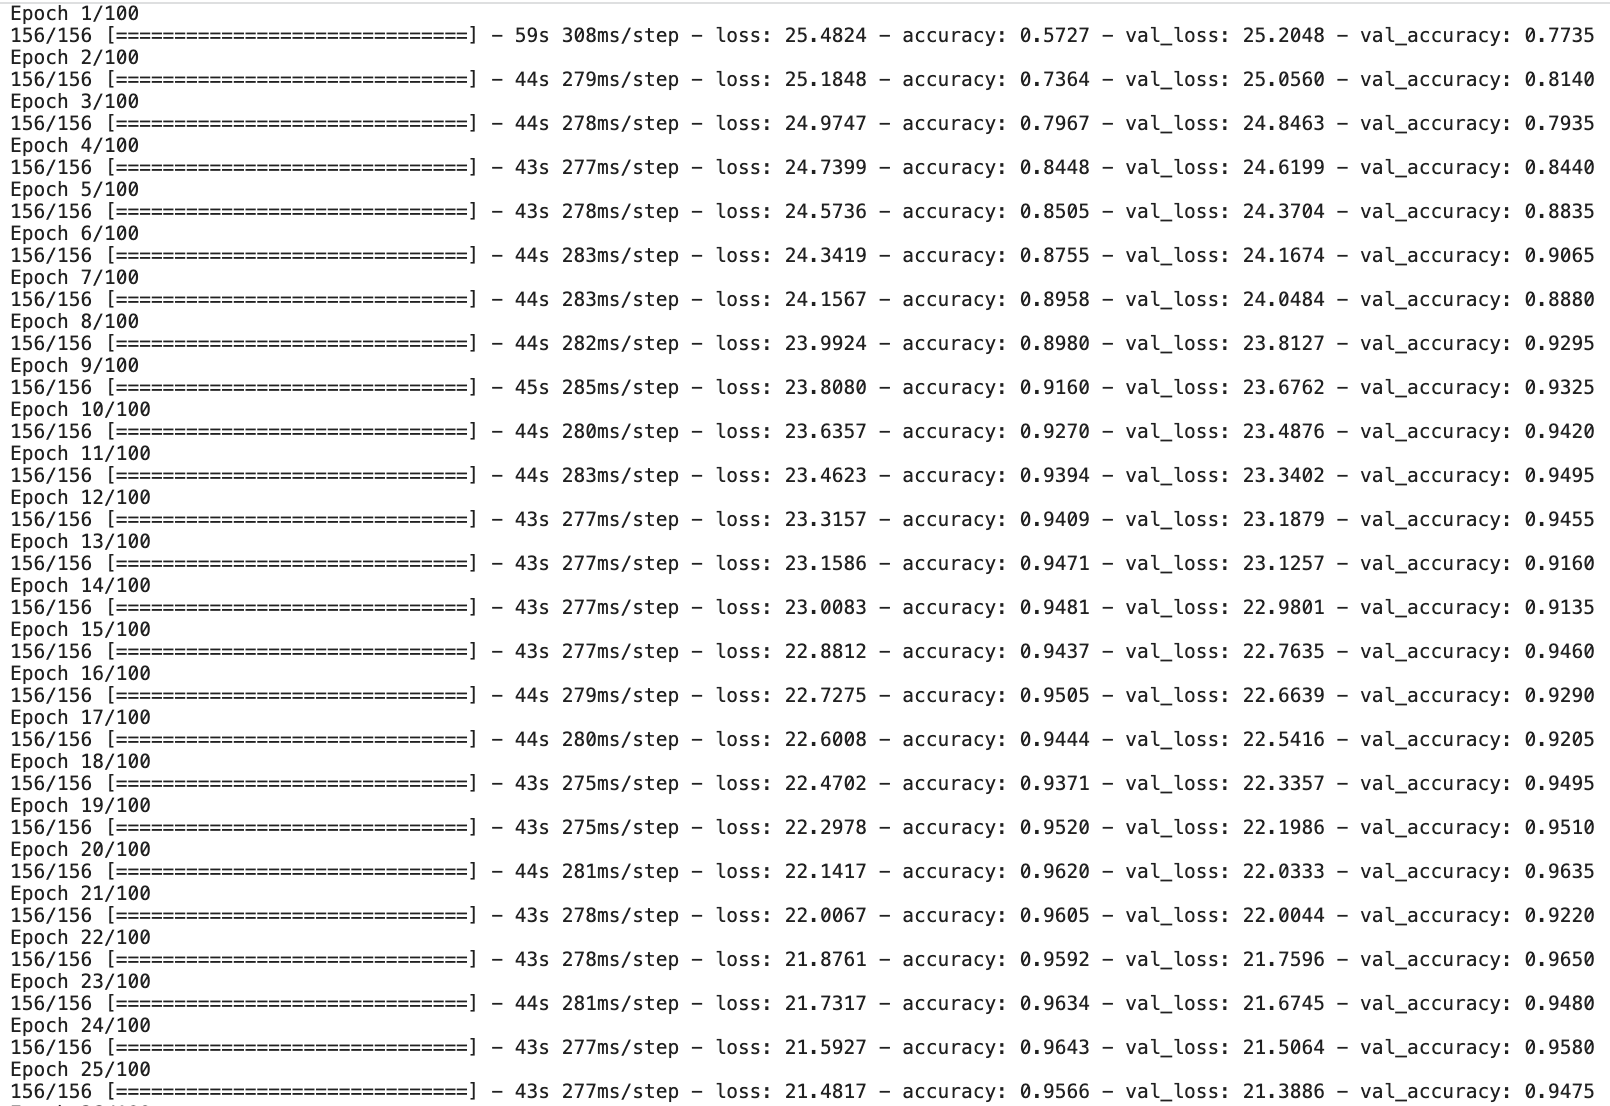 Epoch 1/100
156/156 [==============================] - 59s 308ms/step - loss: 25.4824 - accuracy: 0.5727 - val_loss: 25.2048 - val_accuracy: 0.7735
Epoch 2/100
156/156 [==============================] - 44s 279ms/step - loss: 25.1848 - accuracy: 0.7364 - val_loss: 25.0560 - val_accuracy: 0.8140
Epoch 3/100
156/156 [==============================] - 44s 278ms/step - loss: 24.9747 - accuracy: 0.7967 - val_loss: 24.8463 - val_accuracy: 0.7935
Epoch 4/100
156/156 [==============================] - 43s 277ms/step - loss: 24.7399 - accuracy: 0.8448 - val_loss: 24.6199 - val_accuracy: 0.8440
Epoch 5/100
156/156 [==============================] - 43s 278ms/step - loss: 24.5736 - accuracy: 0.8505 - val_loss: 24.3704 - val_accuracy: 0.8835
Epoch 6/100
156/156 [==============================] - 44s 283ms/step - loss: 24.3419 - accuracy: 0.8755 - val_loss: 24.1674 - val_accuracy: 0.9065
Epoch 7/100
156/156 [==============================] - 44s 283ms/step - loss: 24.1567 - accuracy: 0.8958 - val_loss: 24.0484 - val_accuracy: 0.8880
Epoch 8/100
156/156 [==============================] - 44s 282ms/step - loss: 23.9924 - accuracy: 0.8980 - val_loss: 23.8127 - val_accuracy: 0.9295
Epoch 9/100
156/156 [==============================] - 45s 285ms/step - loss: 23.8080 - accuracy: 0.9160 - val_loss: 23.6762 - val_accuracy: 0.9325
Epoch 10/100
156/156 [==============================] - 44s 280ms/step - loss: 23.6357 - accuracy: 0.9270 - val_loss: 23.4876 - val_accuracy: 0.9420
Epoch 11/100
156/156 [==============================] - 44s 283ms/step - loss: 23.4623 - accuracy: 0.9394 - val_loss: 23.3402 - val_accuracy: 0.9495
Epoch 12/100
156/156 [==============================] - 43s 277ms/step - loss: 23.3157 - accuracy: 0.9409 - val_loss: 23.1879 - val_accuracy: 0.9455
Epoch 13/100
156/156 [==============================] - 43s 277ms/step - loss: 23.1586 - accuracy: 0.9471 - val_loss: 23.1257 - val_accuracy: 0.9160
Epoch 14/100
156/156 [==============================] - 43s 277ms/step - loss: 23.0083 - accuracy: 0.9481 - val_loss: 22.9801 - val_accuracy: 0.9135
Epoch 15/100
156/156 [==============================] - 43s 277ms/step - loss: 22.8812 - accuracy: 0.9437 - val_loss: 22.7635 - val_accuracy: 0.9460
Epoch 16/100
156/156 [==============================] - 44s 279ms/step - loss: 22.7275 - accuracy: 0.9505 - val_loss: 22.6639 - val_accuracy: 0.9290
Epoch 17/100
156/156 [==============================] - 44s 280ms/step - loss: 22.6008 - accuracy: 0.9444 - val_loss: 22.5416 - val_accuracy: 0.9205
Epoch 18/100
156/156 [==============================] - 43s 275ms/step - loss: 22.4702 - accuracy: 0.9371 - val_loss: 22.3357 - val_accuracy: 0.9495
Epoch 19/100
156/156 [==============================] - 43s 275ms/step - loss: 22.2978 - accuracy: 0.9520 - val_loss: 22.1986 - val_accuracy: 0.9510
Epoch 20/100
156/156 [==============================] - 44s 281ms/step - loss: 22.1417 - accuracy: 0.9620 - val_loss: 22.0333 - val_accuracy: 0.9635
Epoch 21/100
156/156 [==============================] - 43s 278ms/step - loss: 22.0067 - accuracy: 0.9605 - val_loss: 22.0044 - val_accuracy: 0.9220
Epoch 22/100
156/156 [==============================] - 43s 278ms/step - loss: 21.8761 - accuracy: 0.9592 - val_loss: 21.7596 - val_accuracy: 0.9650
Epoch 23/100
156/156 [==============================] - 44s 281ms/step - loss: 21.7317 - accuracy: 0.9634 - val_loss: 21.6745 - val_accuracy: 0.9480
Epoch 24/100
156/156 [==============================] - 43s 277ms/step - loss: 21.5927 - accuracy: 0.9643 - val_loss: 21.5064 - val_accuracy: 0.9580
Epoch 25/100
156/156 [==============================] - 43s 277ms/step - loss: 21.4817 - accuracy: 0.9566 - val_loss: 21.3886 - val_accuracy: 0.9475